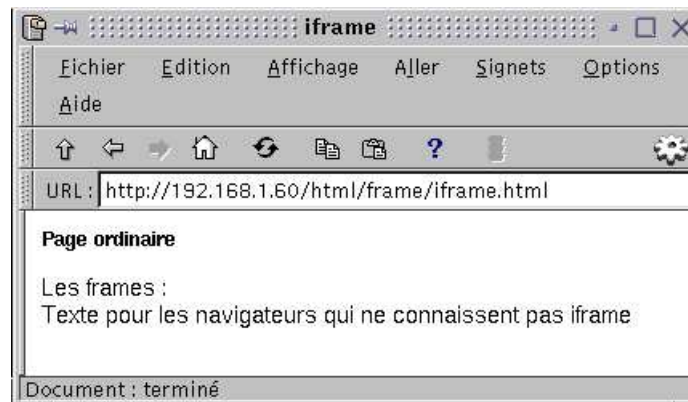 iframe
Fichier Edition Affichage Aller Signets Options
Aide
?
URL : http://192.168.1.60/html/frame/iframe.html
Page ordinaire
Les frames :
Texte pour les navigateurs qui ne connaissent pas iframe
Document : terminé